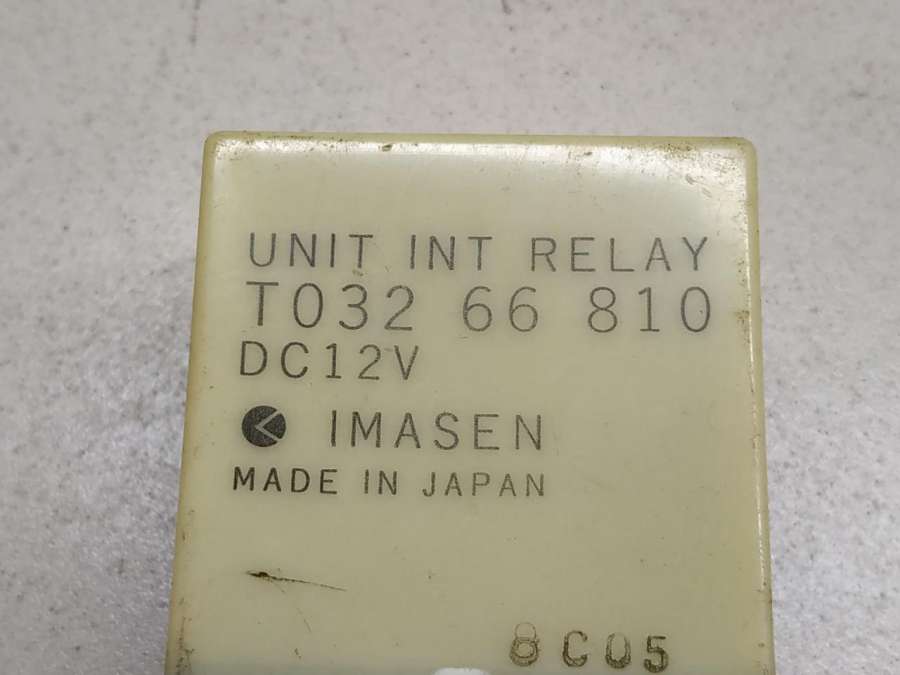 UNIT INT RELAY
T032 66 810
DC12V
IMASEN
MADE IN JAPAN
8C05